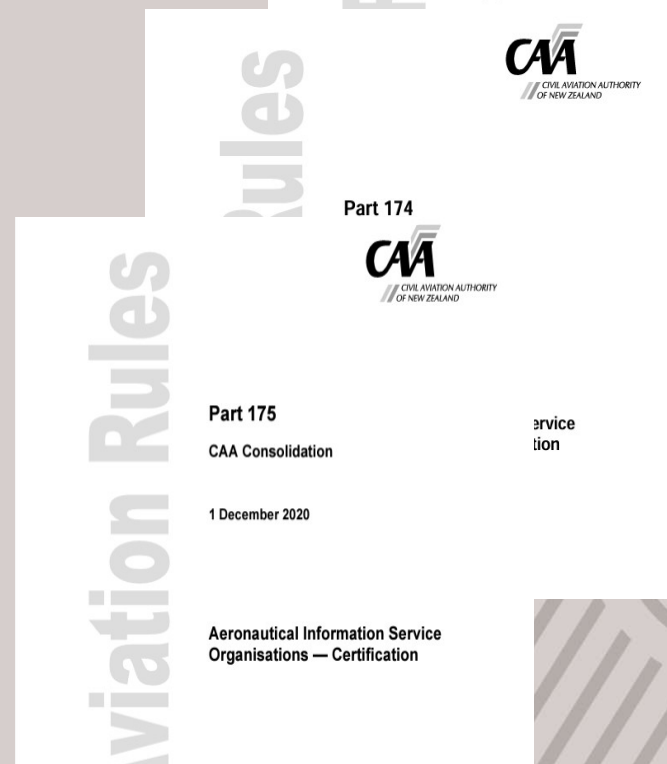 Rules
CAA
CIVIL AVIATION AUTHORITY
OF NEW ZEALAND
Part 174
ervice
tion
viation Rules
CAA
CIVIL AVIATION AUTHORITY
OF NEW ZEALAND
Part 175
CAA Consolidation
1 December 2020
Aeronautical Information Service
Organisations — Certification